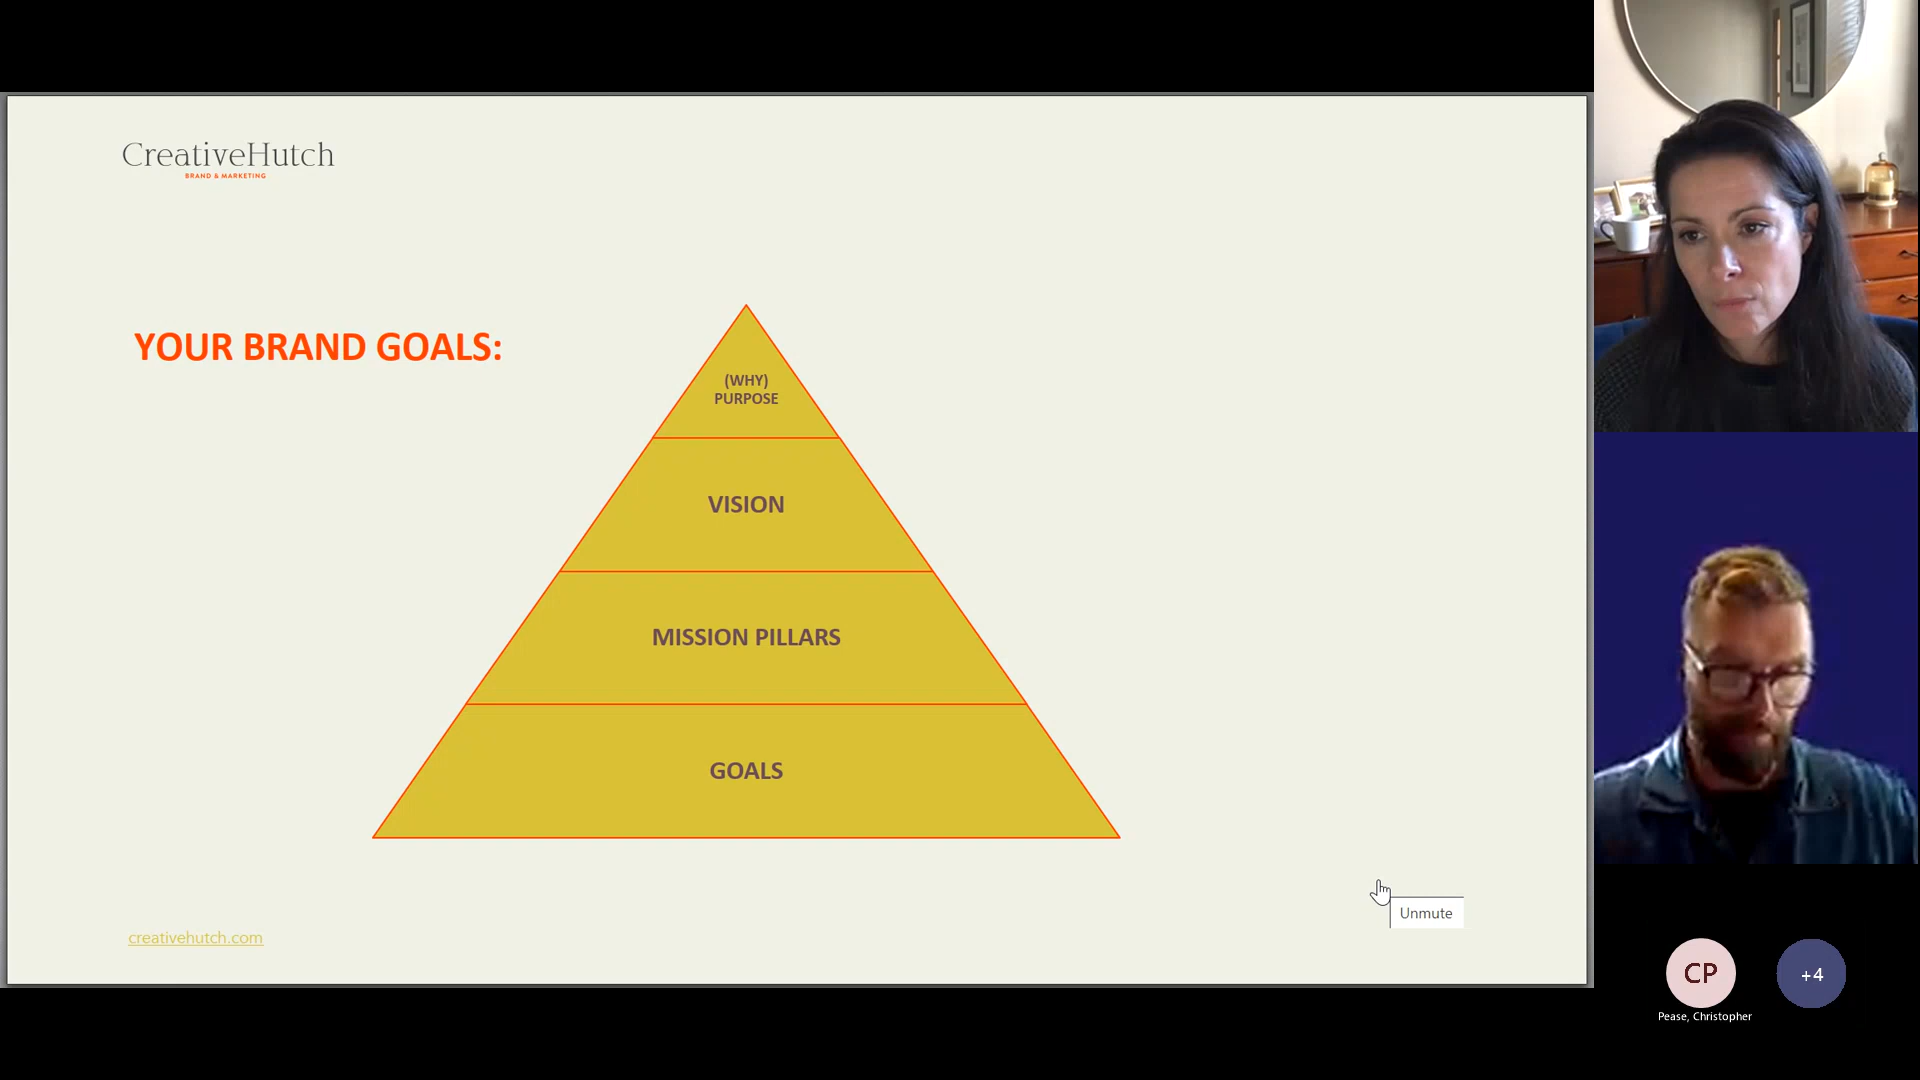 CreativeHutch
BRAND & MARKETING
YOUR BRAND GOALS:
(WHY)
PURPOSE
VISION
MISSION PILLARS
GOALS
creativehutch.com
Unmute
CP
+4
Pease, Christopher